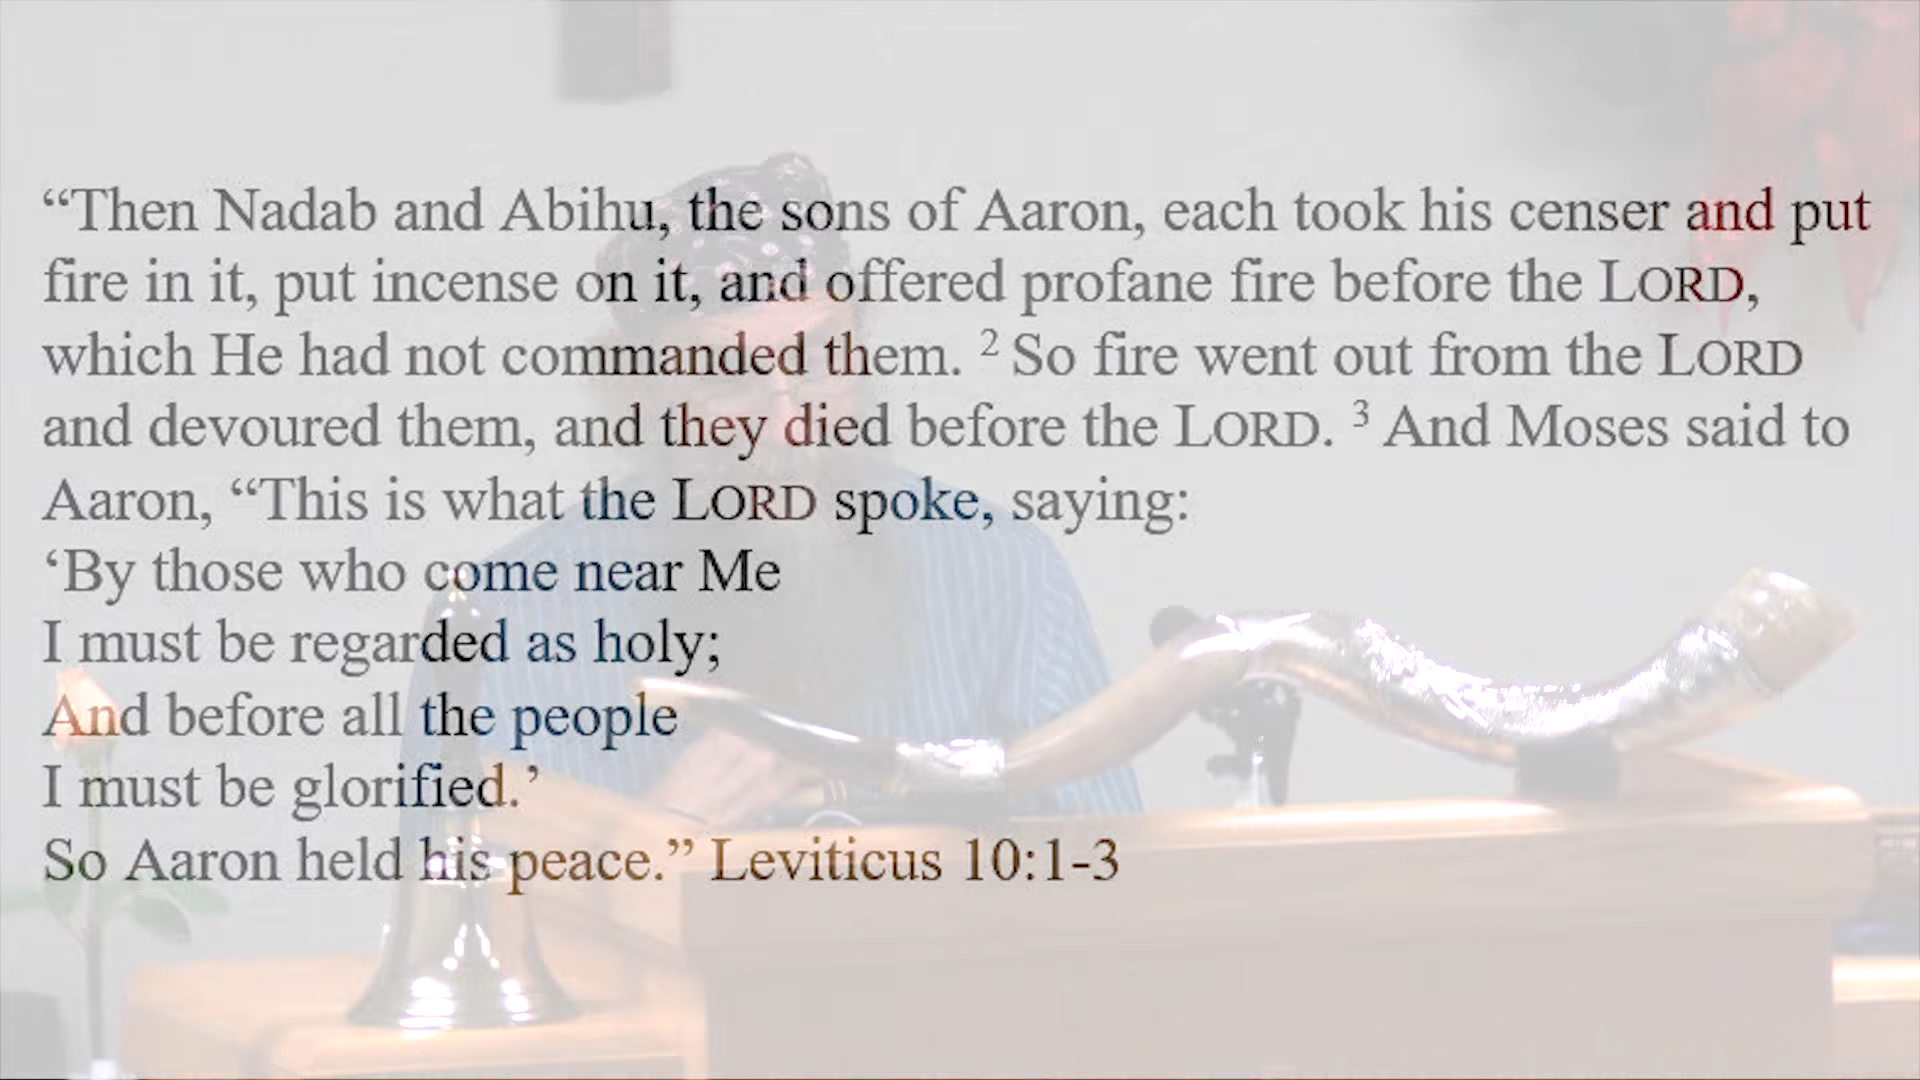 “Then Nadab and Abihu, the sons of Aaron, each took his censer and put
fire in it, put incense on it, and offered profane fire before the LORD,
which He had not commanded them. ² So fire went out from the LORD
and devoured them, and they died before the LORD. ³ And Moses said to
Aaron, “This is what the LORD spoke, saying:
‘By those who come near Me
I must be regarded as holy;
And before all the people
I must be glorified.’
So Aaron held his peace.” Leviticus 10:1-3